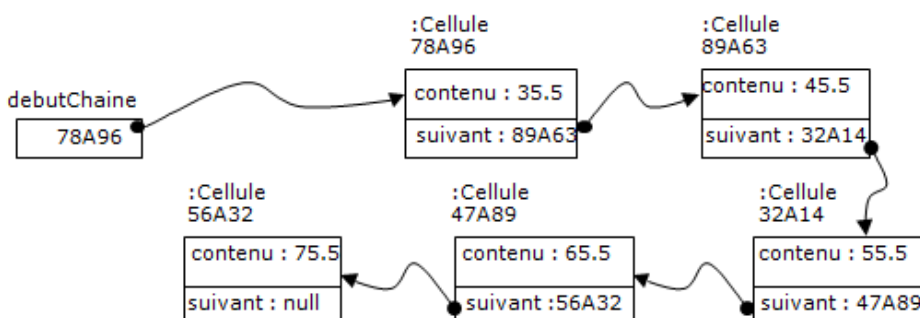 debutChaine
78A96
:Cellule
78A96
contenu : 35.5
suivant : 89A63
:Cellule
89A63
contenu : 45.5
suivant : 32A14
:Cellule
32A14
contenu : 55.5
suivant : 47A89
:Cellule
47A89
contenu : 65.5
suivant :56A32
:Cellule
56A32
contenu : 75.5
suivant : null